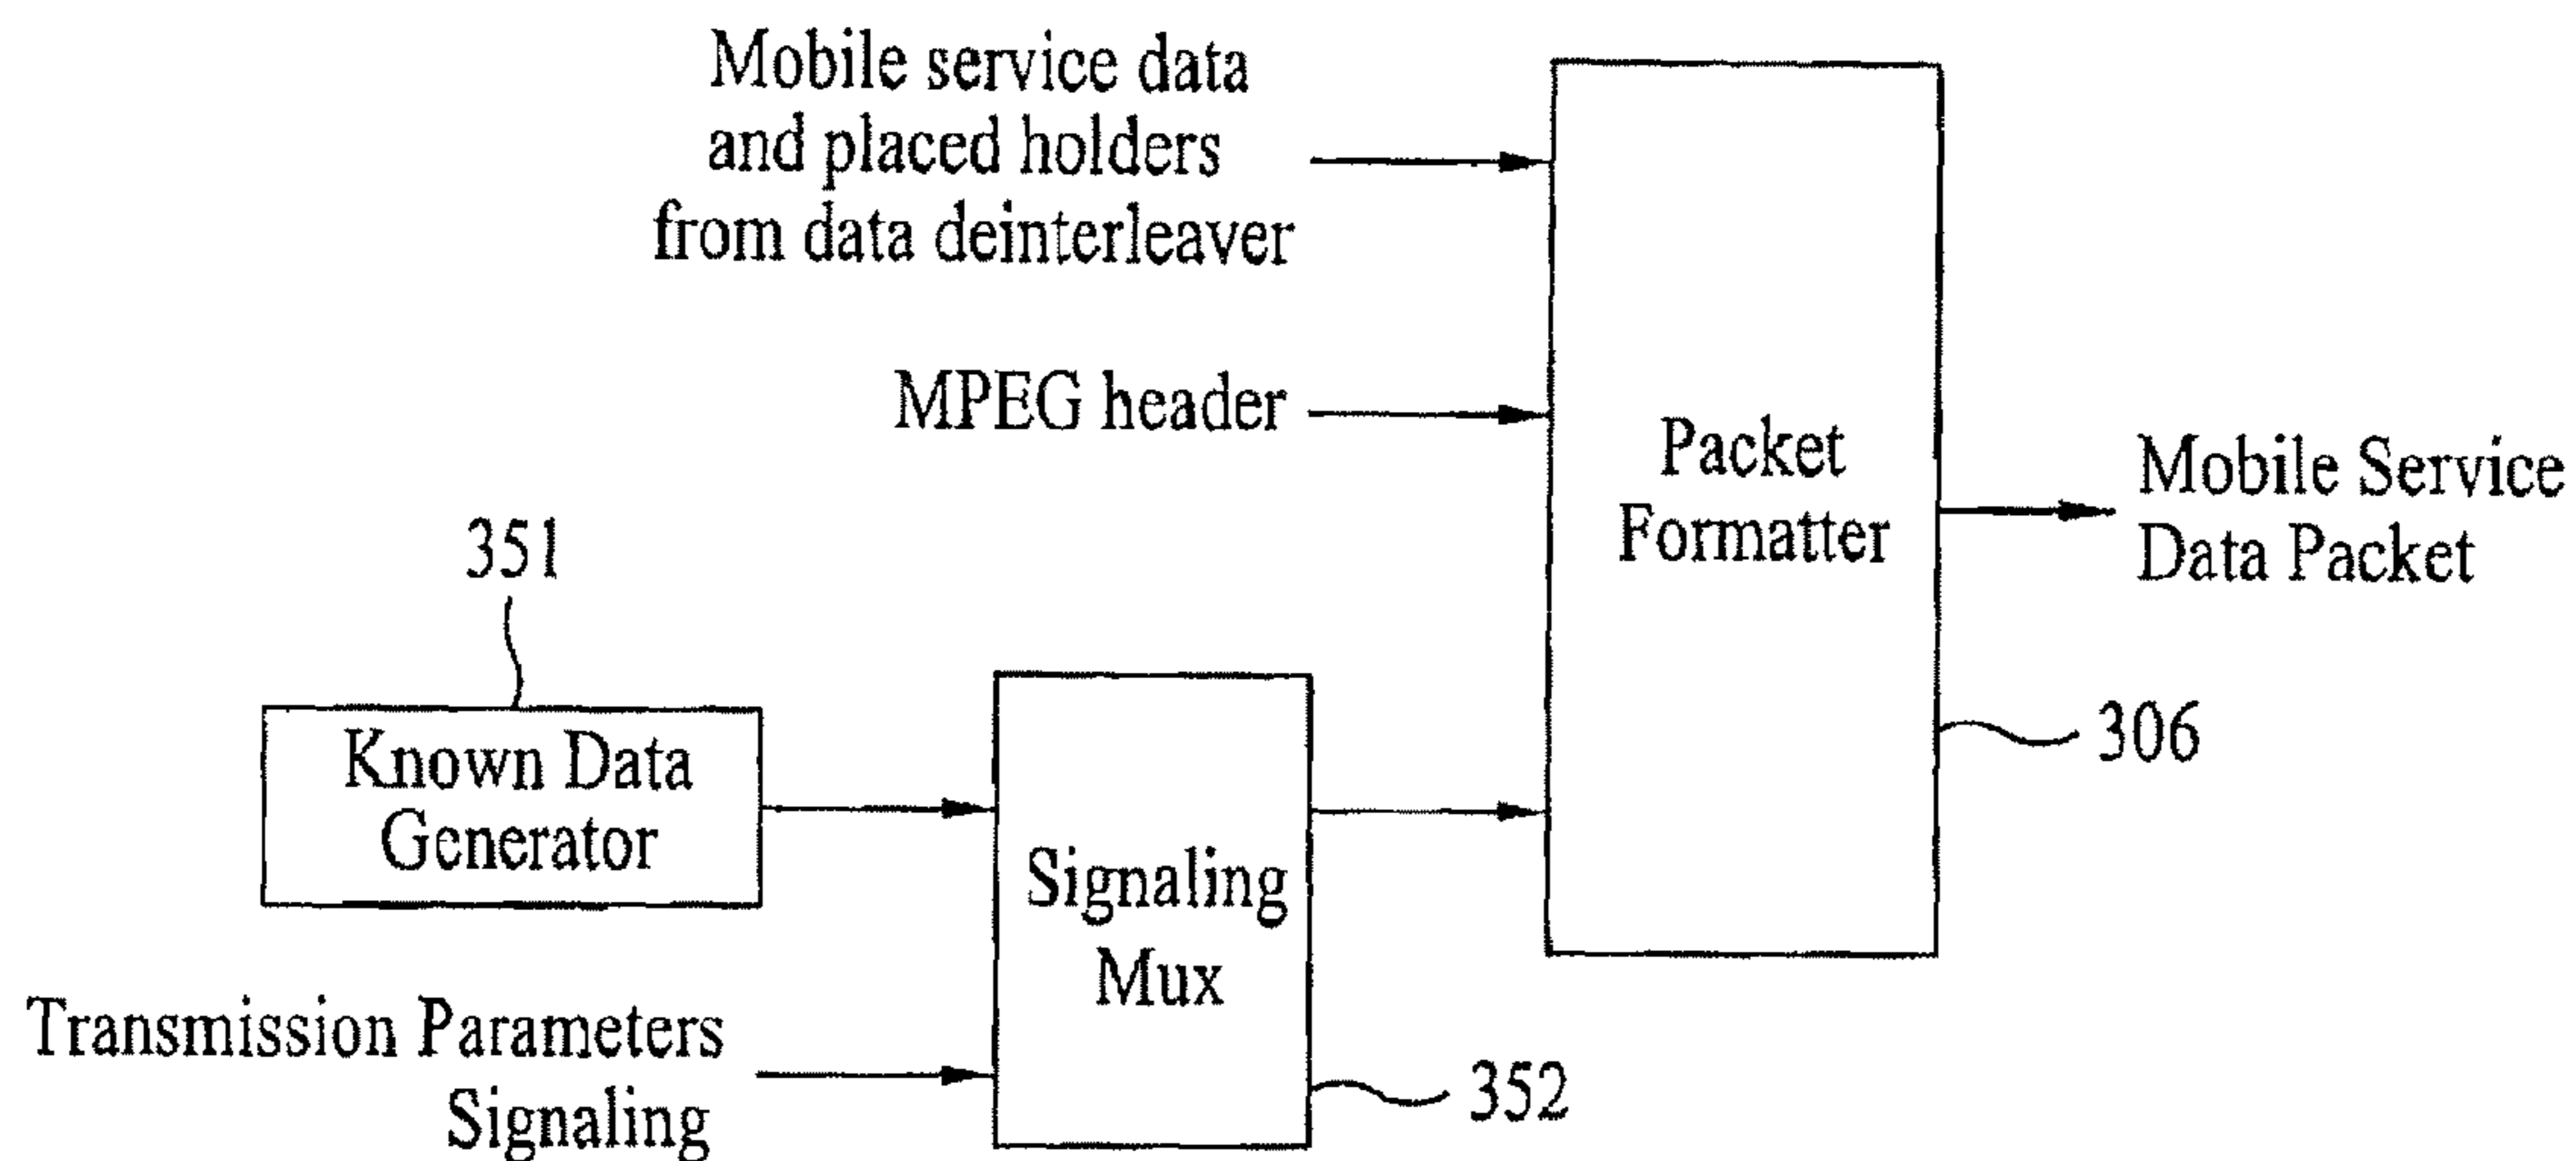 Mobile service data
and placed holders
from data deinterleaver
MPEG header
Packet
Formatter
Mobile Service
Data Packet
351
306
Known Data
Generator
Signaling
Mux
Transmission Parameters
Signaling
352